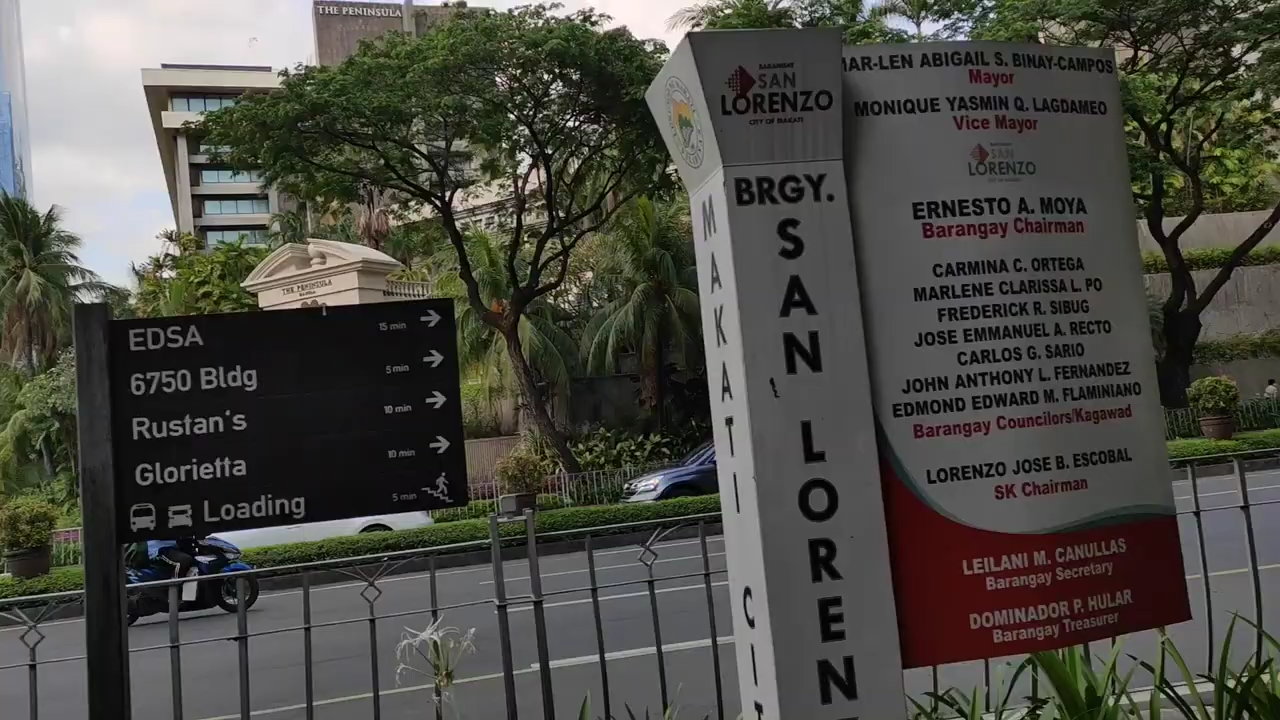 THE PENINSULA
THE PENINSULA
MANILA
EDSA 15 min
6750 Bldg 5 min
Rustan's 10 min
Glorietta 10 min
Loading 5 min
BARANGAY
SAN
LORENZO
CITY OF MAKATI
BRGY.
SAN LOREN
MAKATI CIT
MAR-LEN ABIGAIL S. BINAY-CAMPOS
Mayor
MONIQUE YASMIN Q. LAGDAMEO
Vice Mayor
SAN
LORENZO
ERNESTO A. MOYA
Barangay Chairman
CARMINA C. ORTEGA
MARLENE CLARISSA L. PO
FREDERICK R. SIBUG
JOSE EMMANUEL A. RECTO
CARLOS G. SARIO
JOHN ANTHONY L. FERNANDEZ
EDMOND EDWARD M. FLAMINIANO
Barangay Councilors/Kagawad
LORENZO JOSE B. ESCOBAL
SK Chairman
LEILANI M. CANULLAS
Barangay Secretary
DOMINADOR P. HULAR
Barangay Treasurer